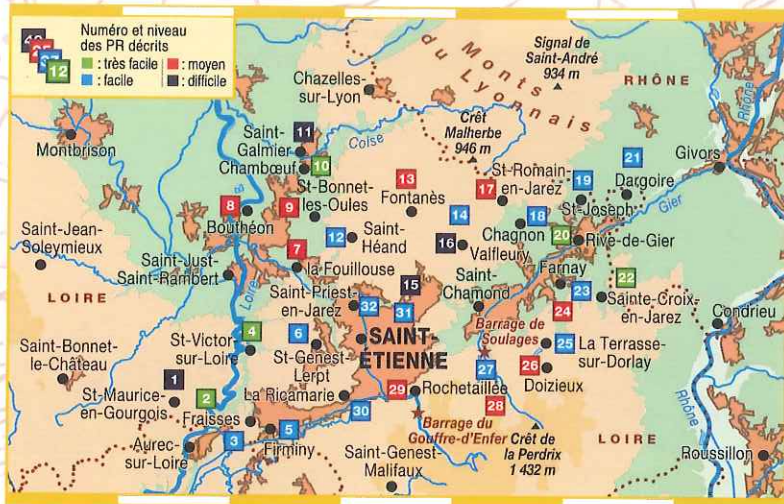 Numéro et niveau
des PR décrits
12
: très facile
: moyen
: facile
: difficile
Monts
du Lyonnais
Signal de
Saint-André
934 m
RHÔNE
Chazelles-
sur-Lyon
Crêt
Malherbe
946 m
Rhône
Montbrison
Saint-
Galmier
11
Coise
Chambœuf
10
St-Bonnet-
les-Oules
9
8
Bouthéon
13
Fontanès
17
St-Romain-
en-Jarez
19
21
Dargoire
Givors
St-Joseph
Gier
14
18
Chagnon
20
Rive-de-Gier
12
Saint-
Héand
16
Valfleury
Saint-Jean-
Soleymieux
7
la Fouillouse
Saint-Just-
Saint-Rambert
Loire
15
Saint-
Chamond
Farnay
23
22
Sainte-Croix-
en-Jarez
LOIRE
Saint-Priest-
en-Jarez
32
31
24
Condrieu
4
St-Victor-
sur-Loire
6
St-Genest-
Lerpt
SAINT-
ÉTIENNE
Barrage de
Soulages
25
La Terrasse-
sur-Dorlay
Saint-Bonnet-
le-Château
1
St-Maurice-
en-Gourgois
2
La Ricamarie
29
Rochetaillée
27
26
Doizieux
28
Rhône
Fraisses
30
Barrage du
Gouffre-d'Enfer
Crêt de
la Perdrix
1 432 m
LOIRE
Aurec-
sur-Loire
3
5
Firminy
Saint-Genest-
Malifaux
Roussillon